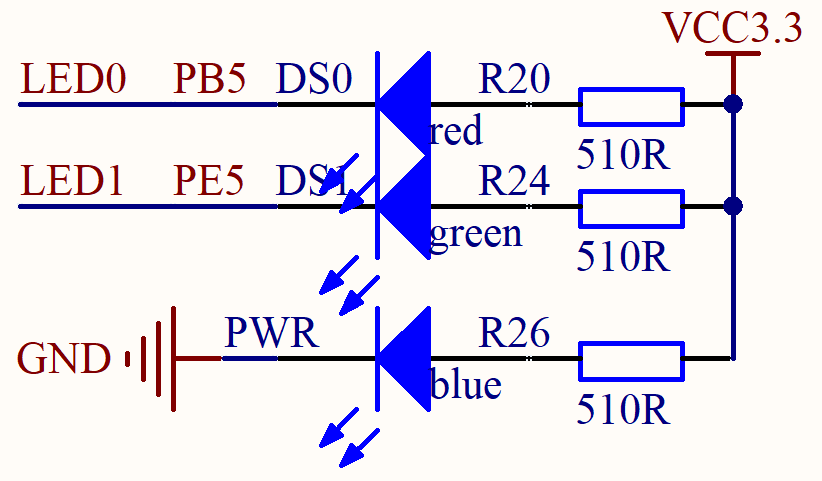 VCC3.3
LED0 PB5 DS0 R20
red
510R
LED1 PE5 DS1 R24
green
510R
PWR R26
GND
blue
510R